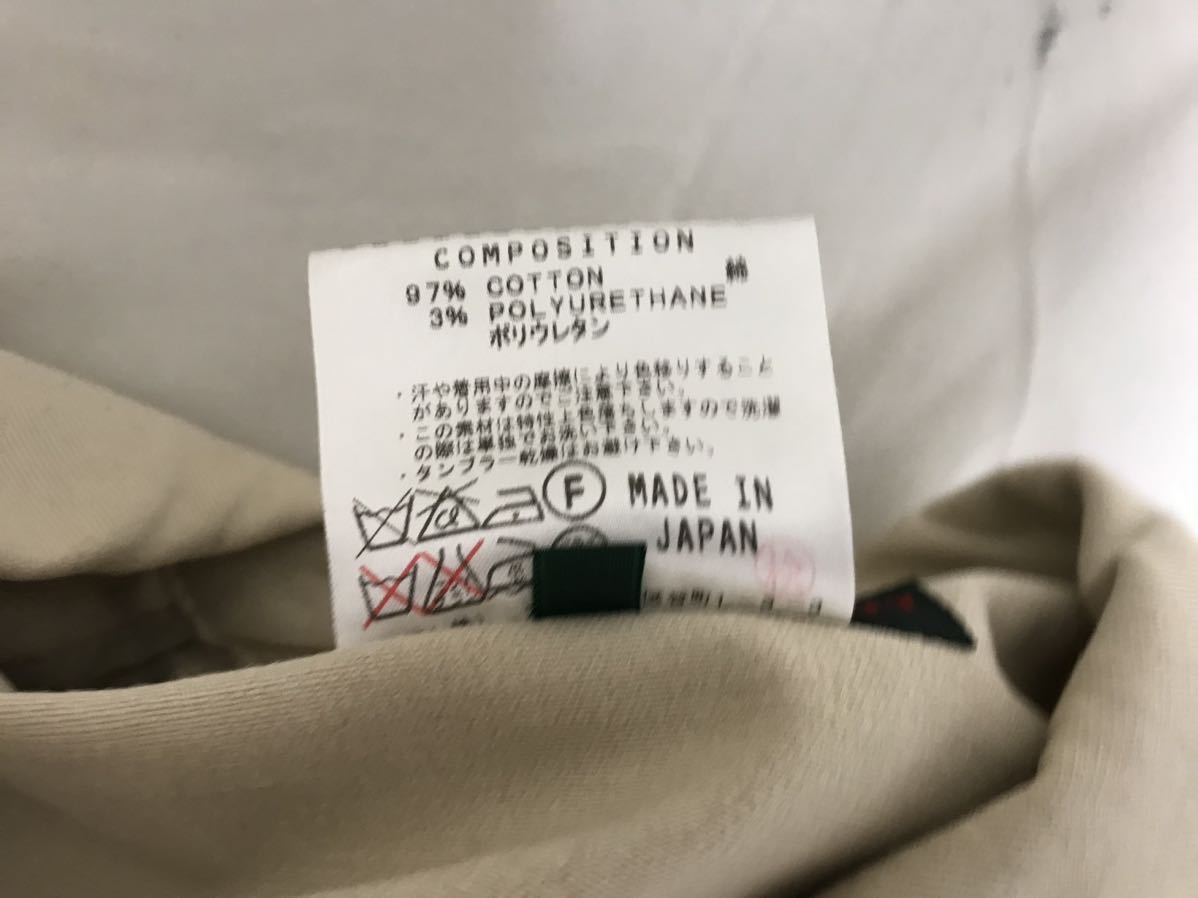 COMPOSITION
97% COTTON 綿
3% POLYURETHANE
ポリウレタン
・汗や着用中の摩擦により色移りすること
がありますのでご注意下さい。
・この素材は特性上色落ちしますので洗濯
の際は単独でお洗い下さい。
・タンブラー乾燥はお避け下さい。
F MADE IN
JAPAN